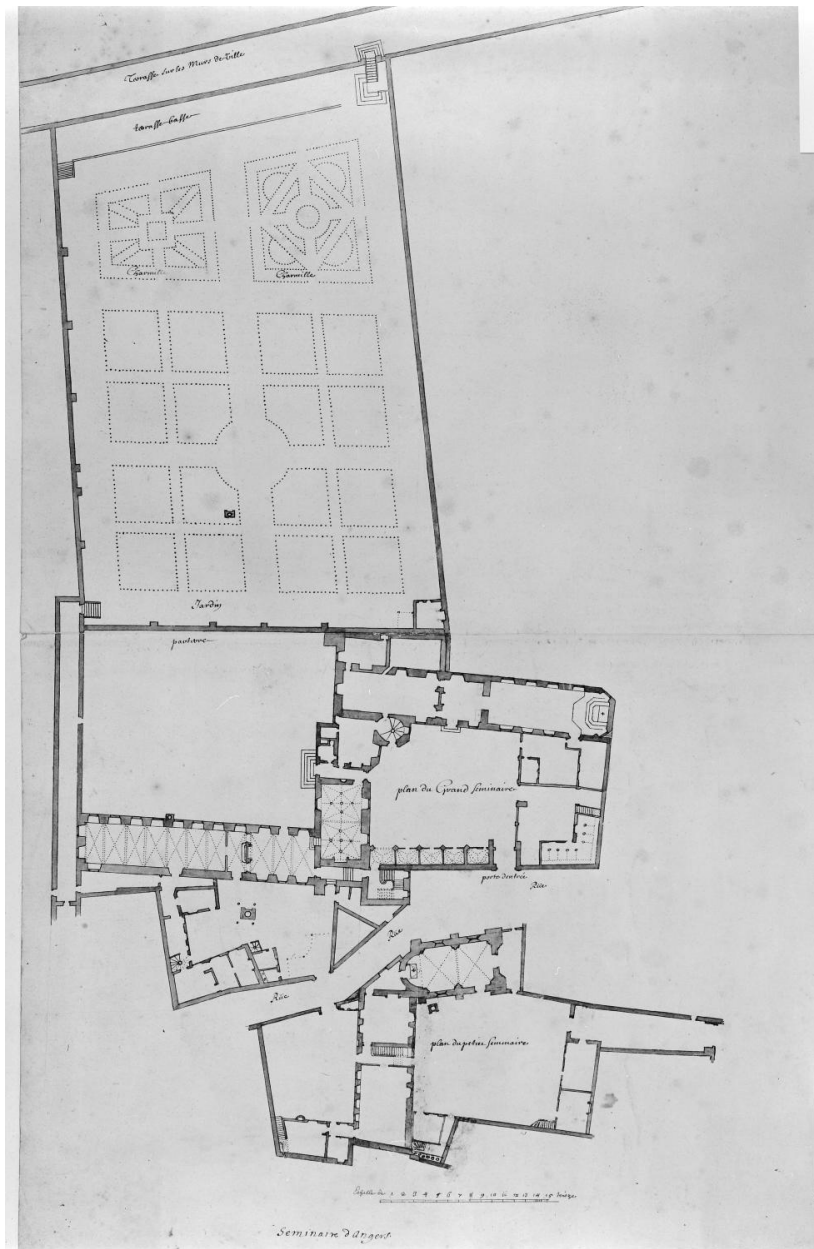 Terrasse sur les Murs de Ville
terrasse basse
Charmille
Charmille
Jardin
parterre
plan du Grand Seminaire
porte d'entrée
Rüe
Rüe
Rüe
plan du petit Seminaire
Echelle de 1 2 3 4 5 6 7 8 9 10 11 12 13 14 15 toises
Seminaire d'Angers